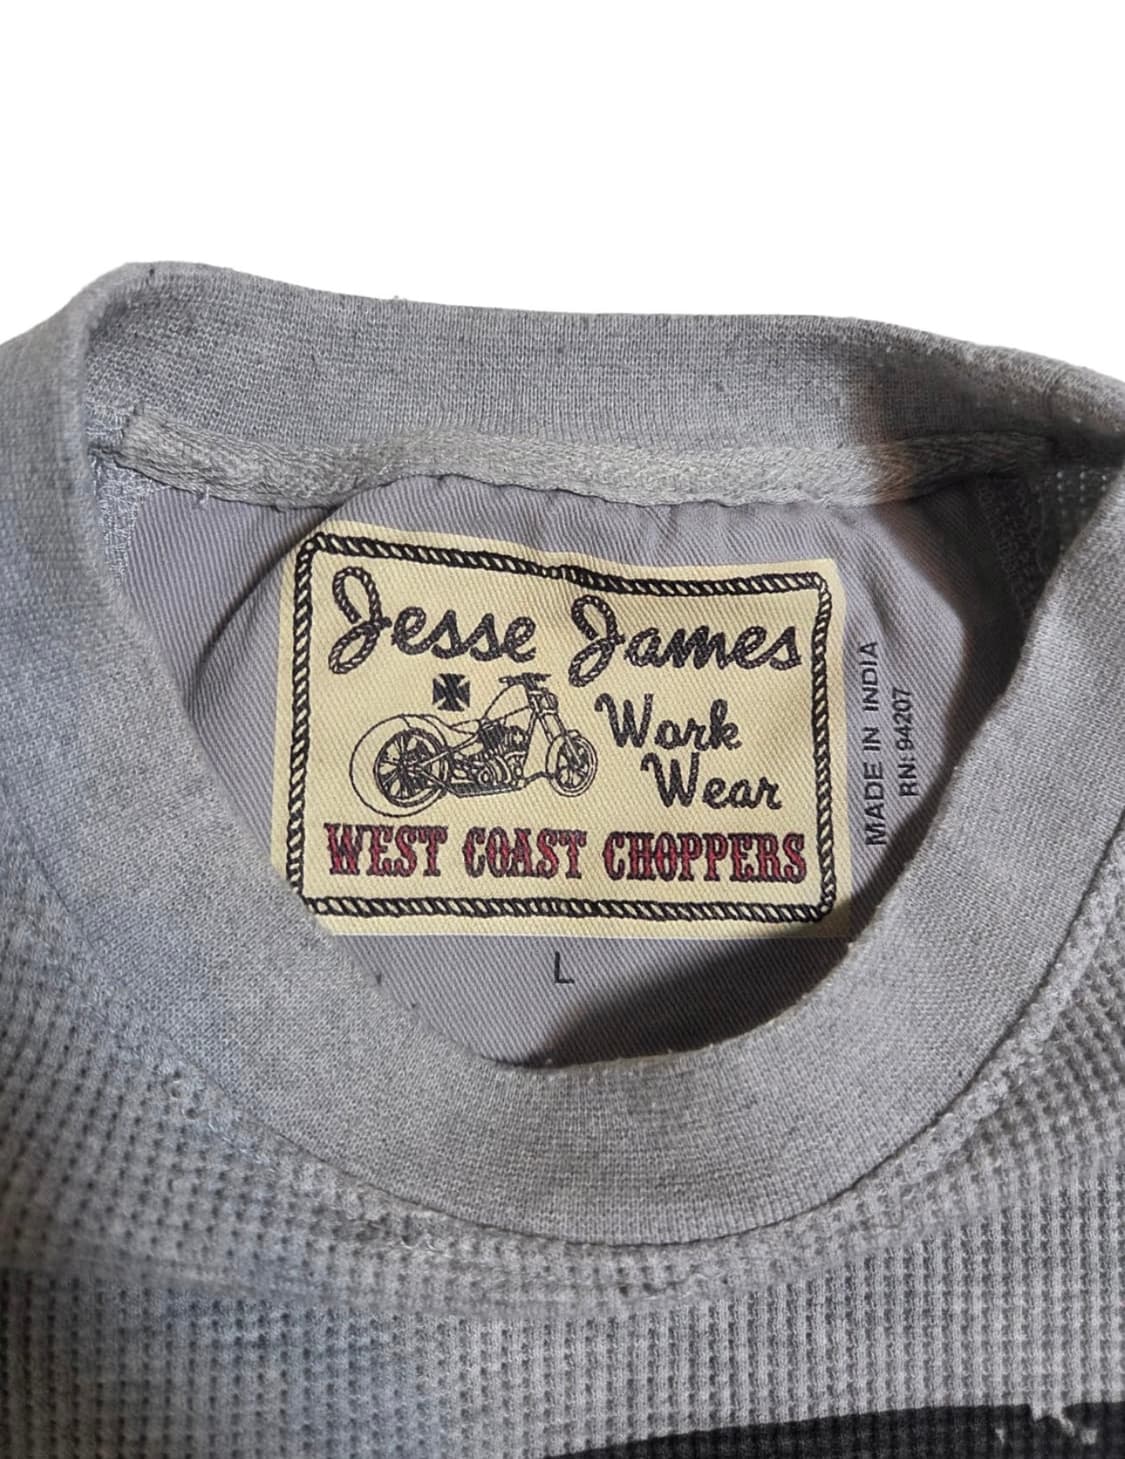 Jesse James
Work
Wear
WEST COAST CHOPPERS
L
MADE IN INDIA
RN: 94207